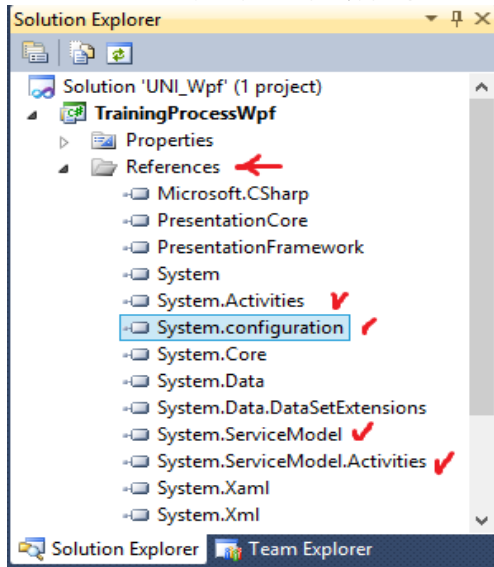 Solution Explorer
Solution 'UNI_Wpf' (1 project)
TrainingProcessWpf
Properties
References
Microsoft.CSharp
PresentationCore
PresentationFramework
System
System.Activities
System.configuration
System.Core
System.Data
System.Data.DataSetExtensions
System.ServiceModel
System.ServiceModel.Activities
System.Xaml
System.Xml
Solution Explorer Team Explorer